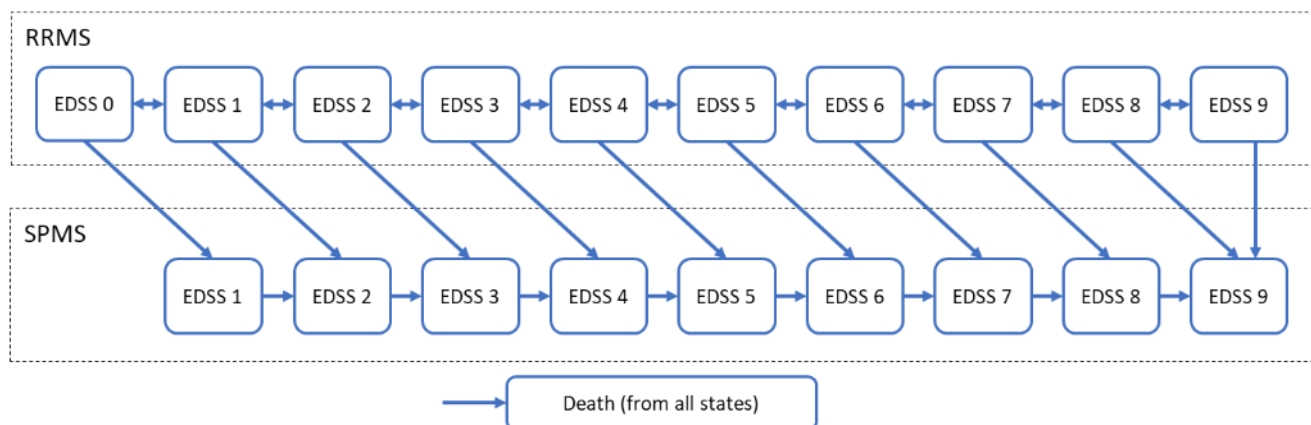 RRMS
EDSS 0 EDSS 1 EDSS 2 EDSS 3 EDSS 4 EDSS 5 EDSS 6 EDSS 7 EDSS 8 EDSS 9
SPMS
EDSS 1 EDSS 2 EDSS 3 EDSS 4 EDSS 5 EDSS 6 EDSS 7 EDSS 8 EDSS 9
Death (from all states)